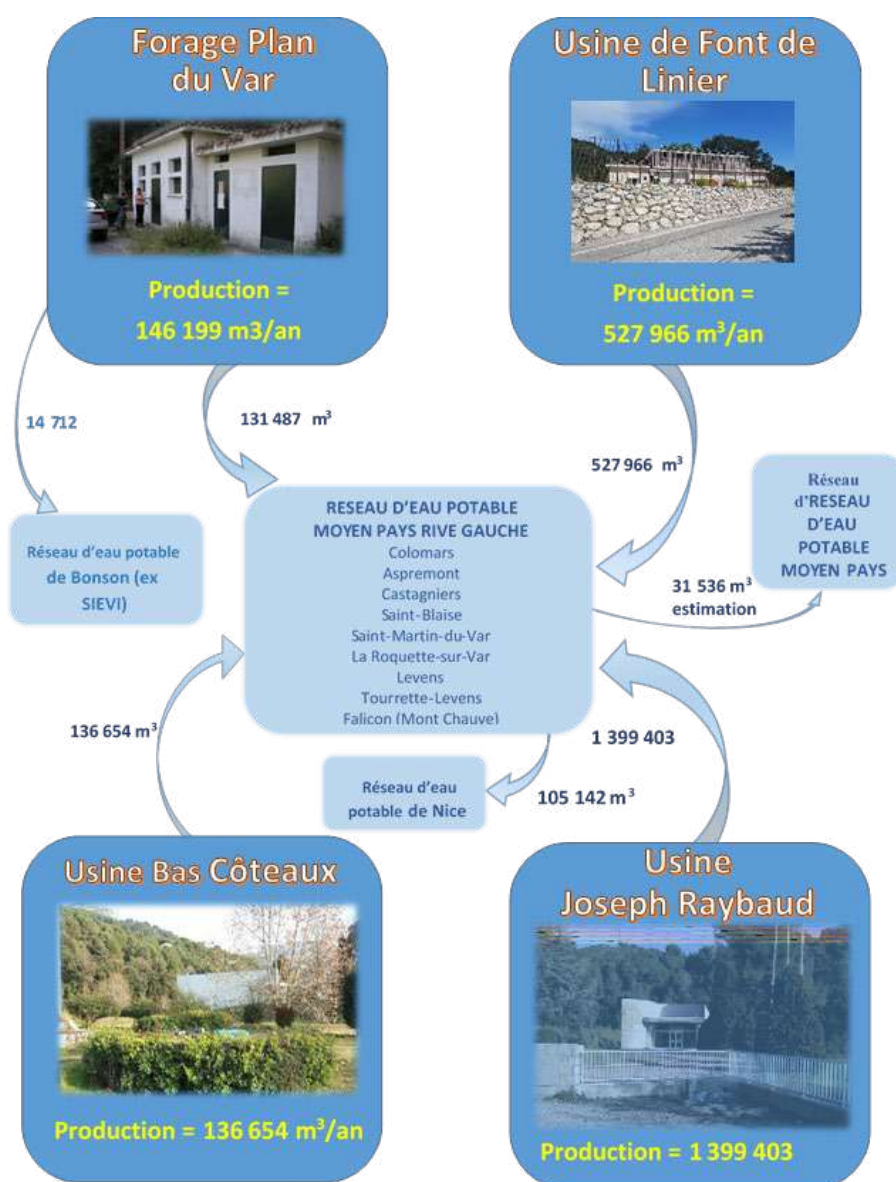 Forage Plan
du Var
Production =
146 199 m3/an
Usine de Font de
Linier
Production =
527 966 m³/an
14 712
131 487 m³
527 966 m³
Réseau d'eau potable
de Bonson (ex
SIEVI)
RESEAU D'EAU POTABLE
MOYEN PAYS RIVE GAUCHE
Colomars
Aspremont
Castagniers
Saint-Blaise
Saint-Martin-du-Var
La Roquette-sur-Var
Levens
Tourrette-Levens
Falicon (Mont Chauve)
Réseau
d'RESEAU
D'EAU
POTABLE
MOYEN PAYS
31 536 m³
estimation
136 654 m³
1 399 403
Réseau d'eau
potable de Nice
105 142 m³
Usine Bas Côteaux
Production = 136 654 m³/an
Usine
Joseph Raybaud
Production = 1 399 403